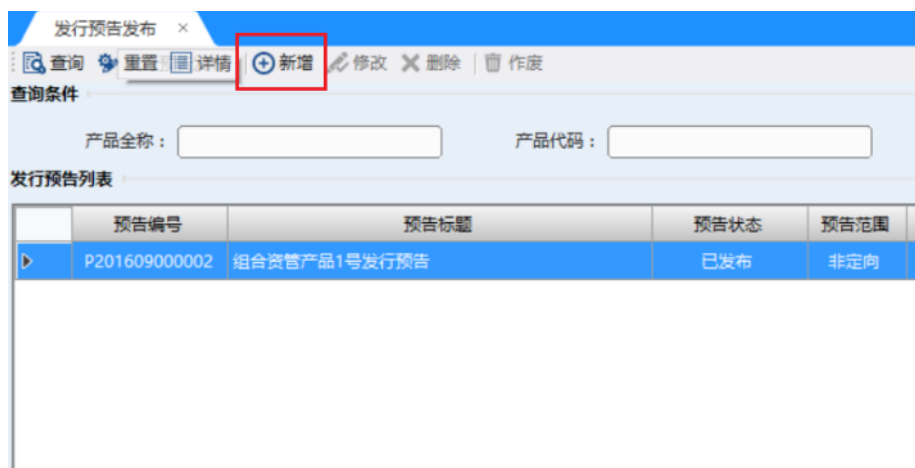 发行预告发布 ×
查询 重置 详情 新增 修改 删除 作废
查询条件
产品全称： 产品代码：
发行预告列表
预告编号 预告标题 预告状态 预告范围
P201609000002 组合资管产品1号发行预告 已发布 非定向